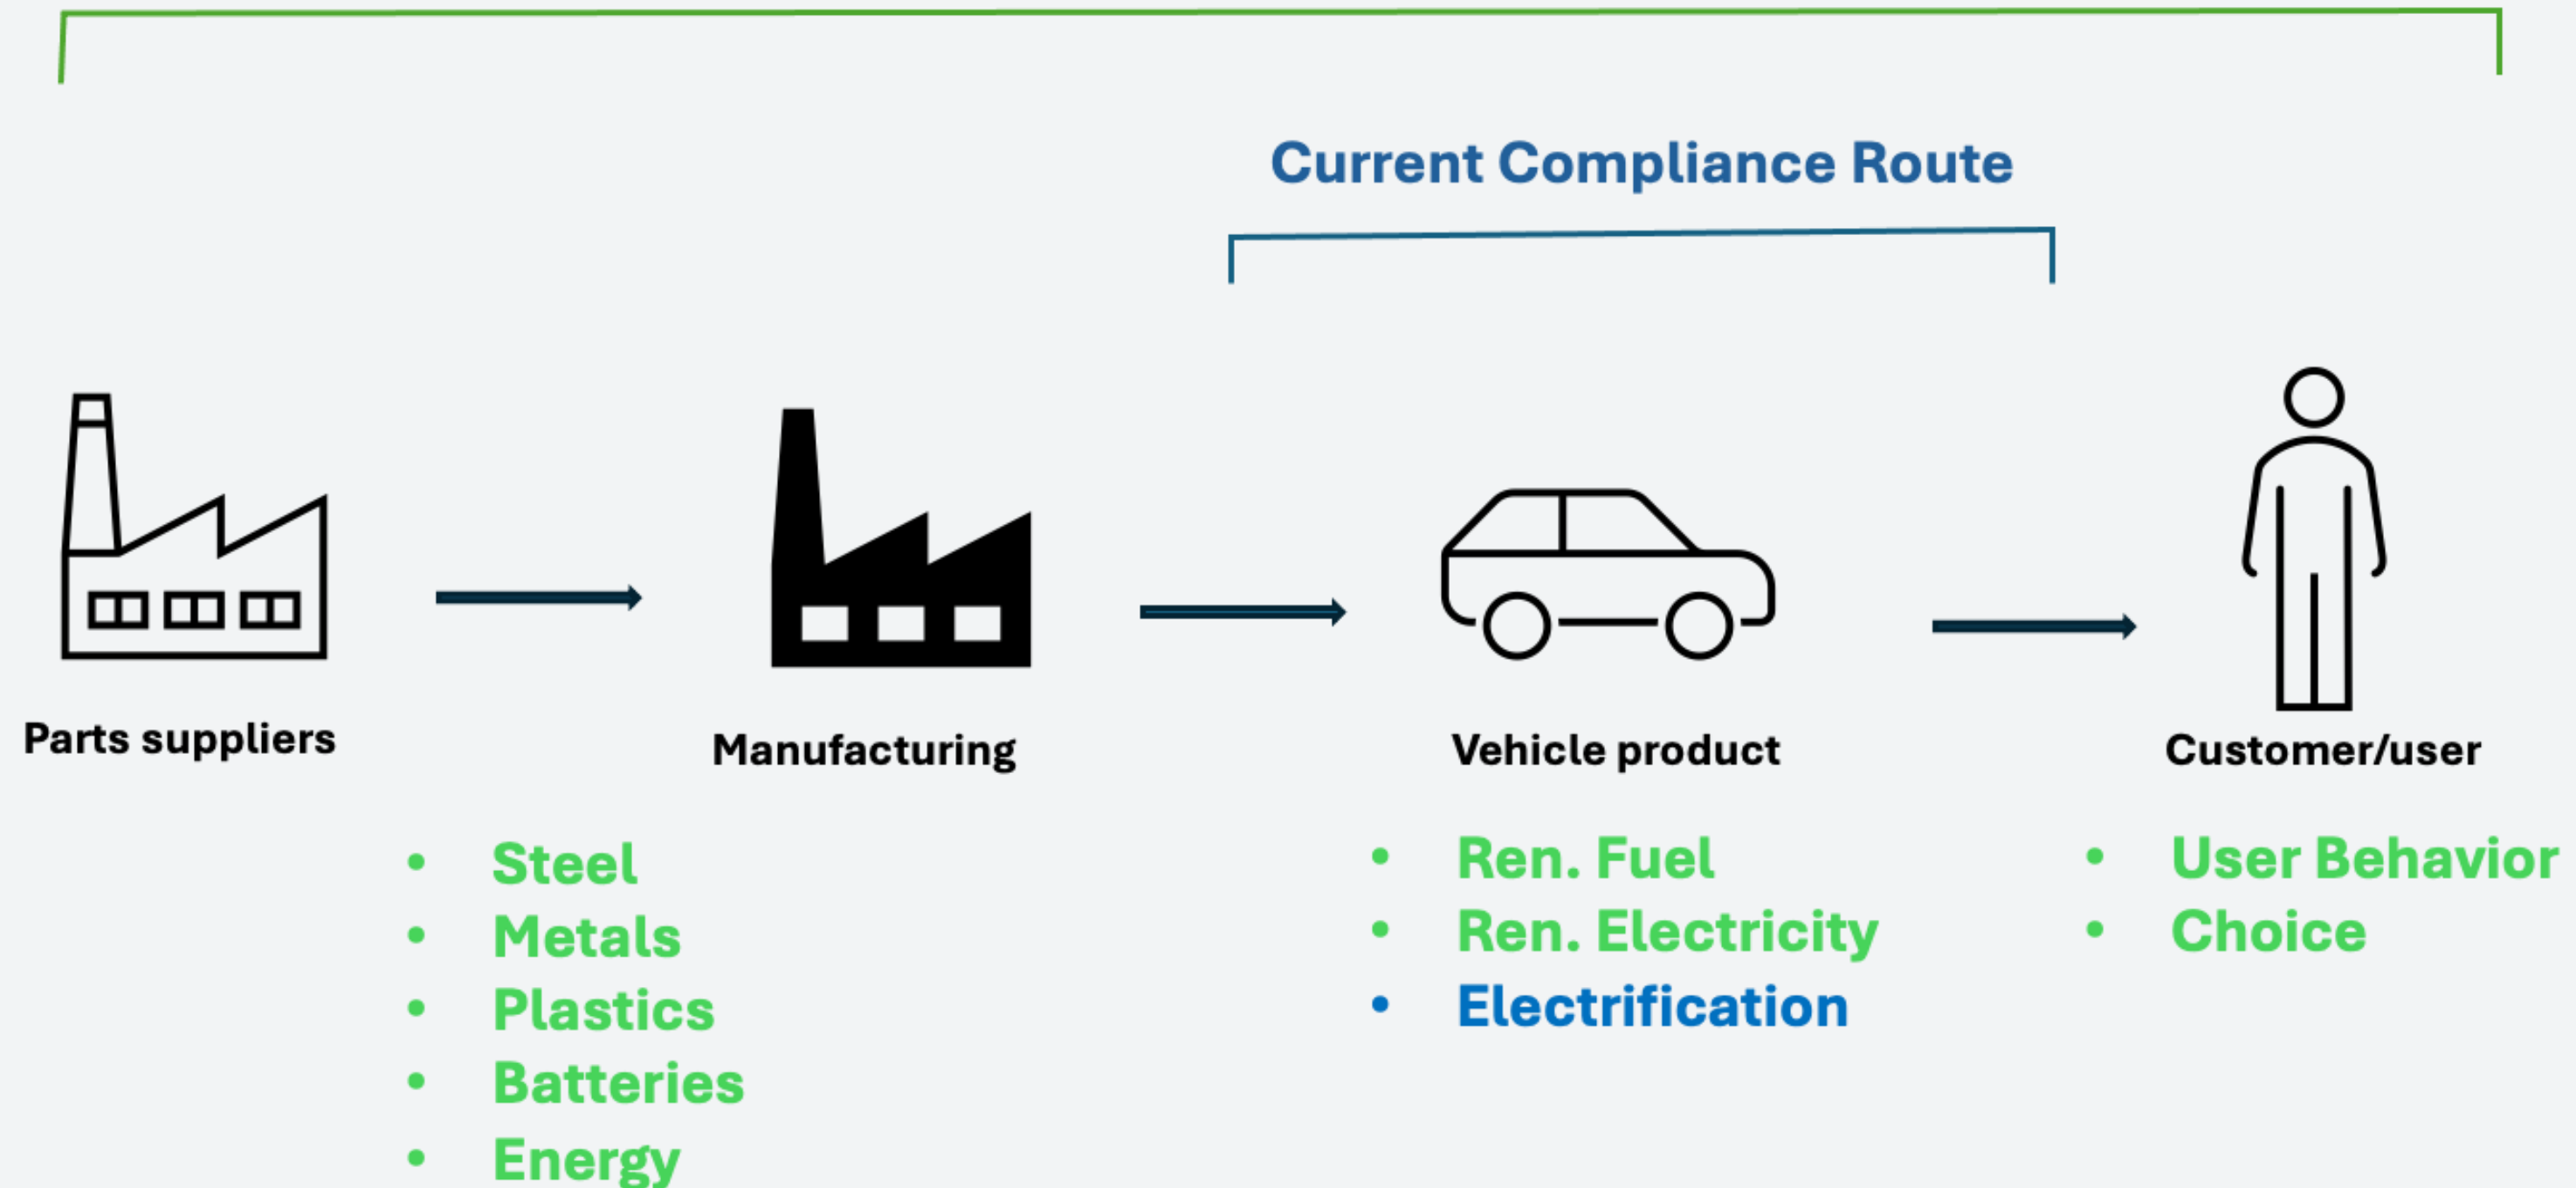 Current Compliance Route
Parts suppliers
Manufacturing
Vehicle product
Customer/user
• Steel
• Metals
• Plastics
• Batteries
• Energy
• Ren. Fuel
• Ren. Electricity
• Electrification
• User Behavior
• Choice